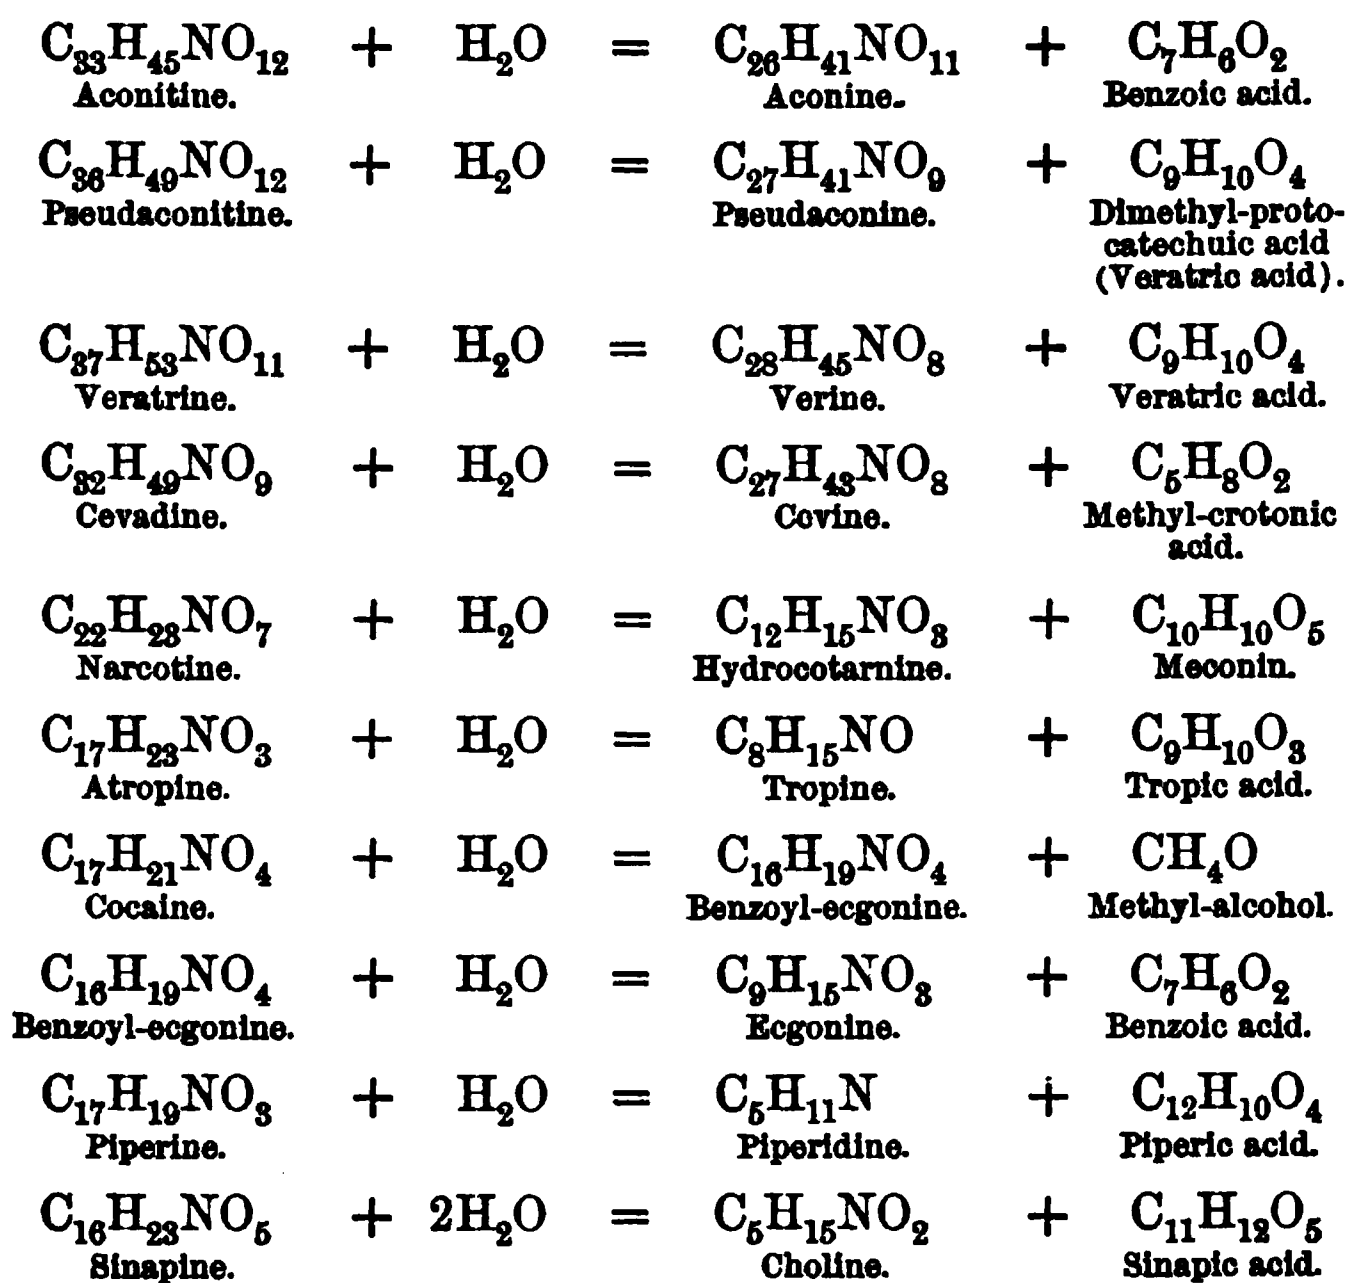 C₃₃H₄₅NO₁₂ + H₂O = C₂₆H₄₁NO₁₁ + C₇H₆O₂
Aconitine. Aconine. Benzoic acid.
C₃₆H₄₉NO₁₂ + H₂O = C₂₇H₄₁NO₉ + C₉H₁₀O₄
Pseudaconitine. Pseudaconine. Dimethyl-proto-
catechuic acid
(Veratric acid).
C₃₇H₅₃NO₁₁ + H₂O = C₂₈H₄₅NO₈ + C₉H₁₀O₄
Veratrine. Verine. Veratric acid.
C₃₂H₄₉NO₉ + H₂O = C₂₇H₄₃NO₈ + C₅H₈O₂
Cevadine. Covine. Methyl-crotonic
acid.
C₂₂H₂₃NO₇ + H₂O = C₁₂H₁₅NO₃ + C₁₀H₁₀O₅
Narcotine. Hydrocotarnine. Meconin.
C₁₇H₂₃NO₃ + H₂O = C₈H₁₅NO + C₉H₁₀O₃
Atropine. Tropine. Tropic acid.
C₁₇H₂₁NO₄ + H₂O = C₁₆H₁₉NO₄ + CH₄O
Cocaine. Benzoyl-ecgonine. Methyl-alcohol.
C₁₆H₁₉NO₄ + H₂O = C₉H₁₅NO₃ + C₇H₆O₂
Benzoyl-ecgonine. Ecgonine. Benzoic acid.
C₁₇H₁₉NO₃ + H₂O = C₅H₁₁N + C₁₂H₁₀O₄
Piperine. Piperidine. Piperic acid.
C₁₆H₂₃NO₅ + 2H₂O = C₅H₁₅NO₂ + C₁₁H₁₂O₅
Sinapine. Choline. Sinapic acid.